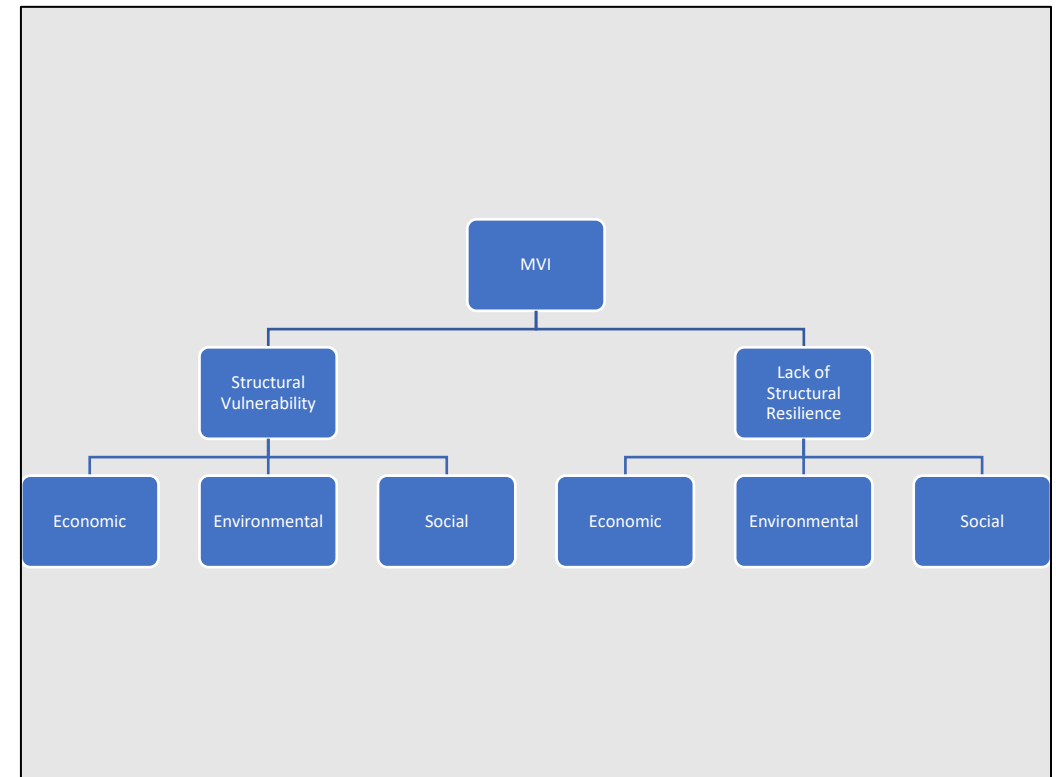 MVI
Structural
Vulnerability
Lack of
Structural
Resilience
Economic
Environmental
Social
Economic
Environmental
Social